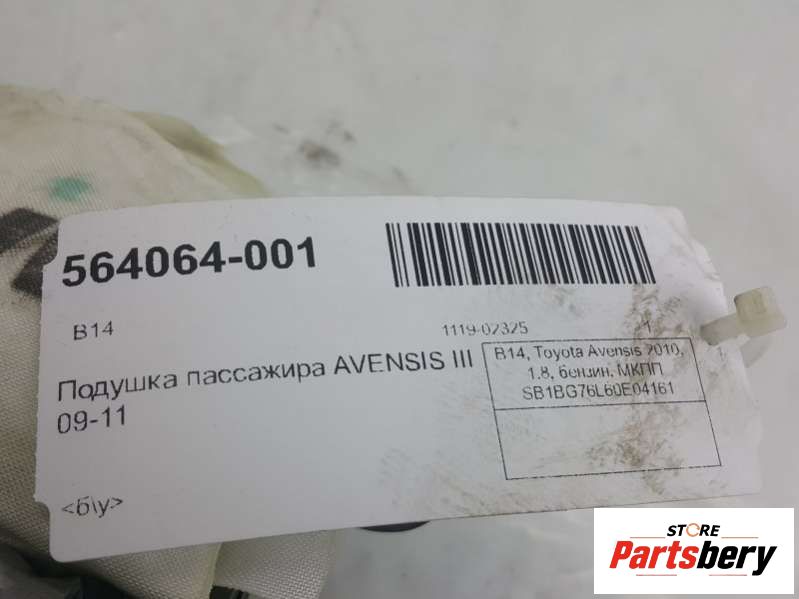 564064-001
B14
1119-02325
1
Подушка пассажира AVENSIS III
09-11
B14, Toyota Avensis 2010,
1.8, бензин, МКПП
SB1BG76L60E04161
<б\у>
STORE
Partsbery